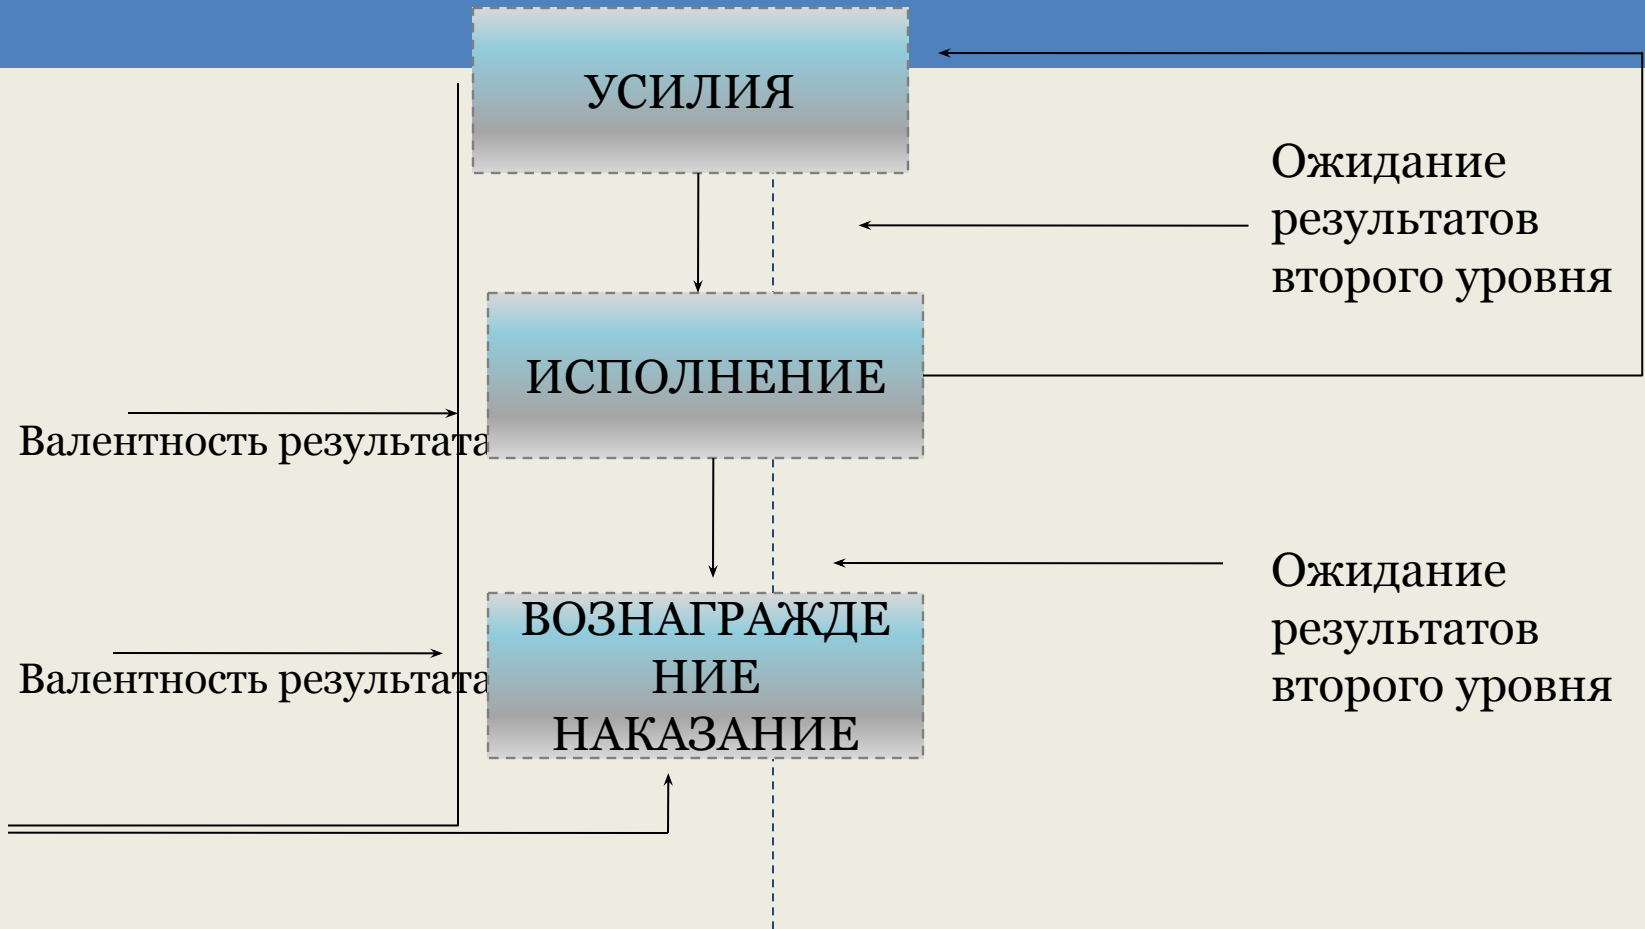 УСИЛИЯ
Ожидание
результатов
второго уровня
ИСПОЛНЕНИЕ
Валентность результата
Ожидание
результатов
второго уровня
ВОЗНАГРАЖДЕ
НИЕ
НАКАЗАНИЕ
Валентность результата